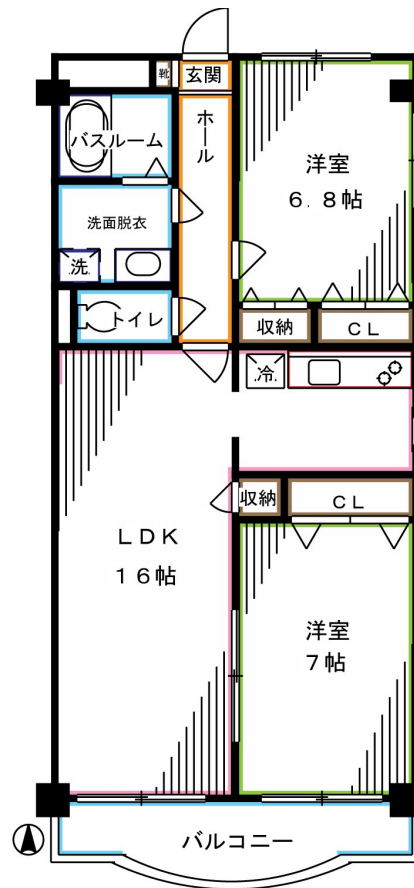 靴
玄関
バスルーム
ホール
洋室
6.8帖
洗面脱衣
洗
トイレ
収納
CL
冷
収納
CL
LDK
16帖
洋室
7帖
バルコニー